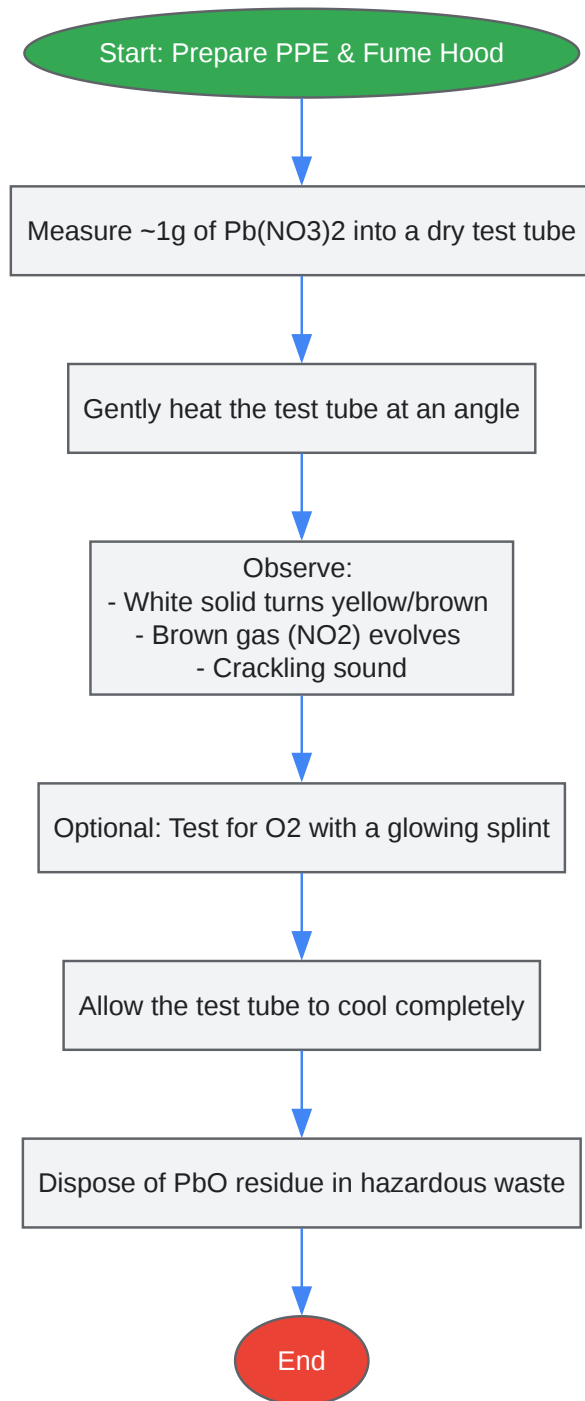 Start: Prepare PPE & Fume Hood
Measure ~1g of Pb(NO3)2 into a dry test tube
Gently heat the test tube at an angle
Observe:
- White solid turns yellow/brown
- Brown gas (NO2) evolves
- Crackling sound
Optional: Test for O2 with a glowing splint
Allow the test tube to cool completely
Dispose of PbO residue in hazardous waste
End